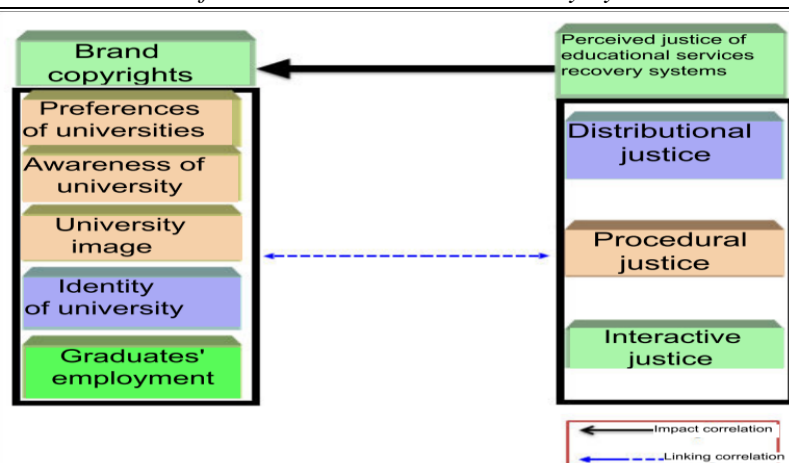 Brand
copyrights
Preferences
of universities
Awareness of
university
University
image
Identity
of university
Graduates'
employment
Perceived justice of
educational services
recovery systems
Distributional
justice
Procedural
justice
Interactive
justice
Impact correlation
Linking correlation